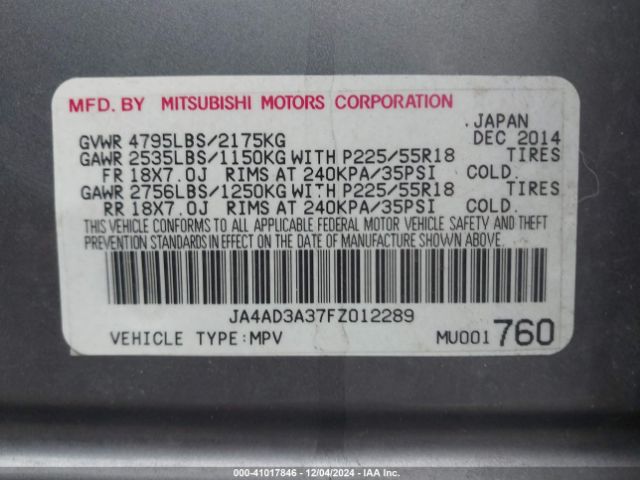 MFD. BY MITSUBISHI MOTORS CORPORATION
JAPAN
GVWR 4795LBS/2175KG DEC 2014
GAWR 2535LBS/1150KG WITH P225/55R18 TIRES
FR 18X7.0J RIMS AT 240KPA/35PSI COLD.
GAWR 2756LBS/1250KG WITH P225/55R18 TIRES
RR 18X7.0J RIMS AT 240KPA/35PSI COLD.
THIS VEHICLE CONFORMS TO ALL APPLICABLE FEDERAL MOTOR VEHICLE SAFETY AND THEFT
PREVENTION STANDARDS IN EFFECT ON THE DATE OF MANUFACTURE SHOWN ABOVE.
JA4AD3A37FZ012289
VEHICLE TYPE:MPV MU001 760
000-41017846 - 12/04/2024 - IAA Inc.